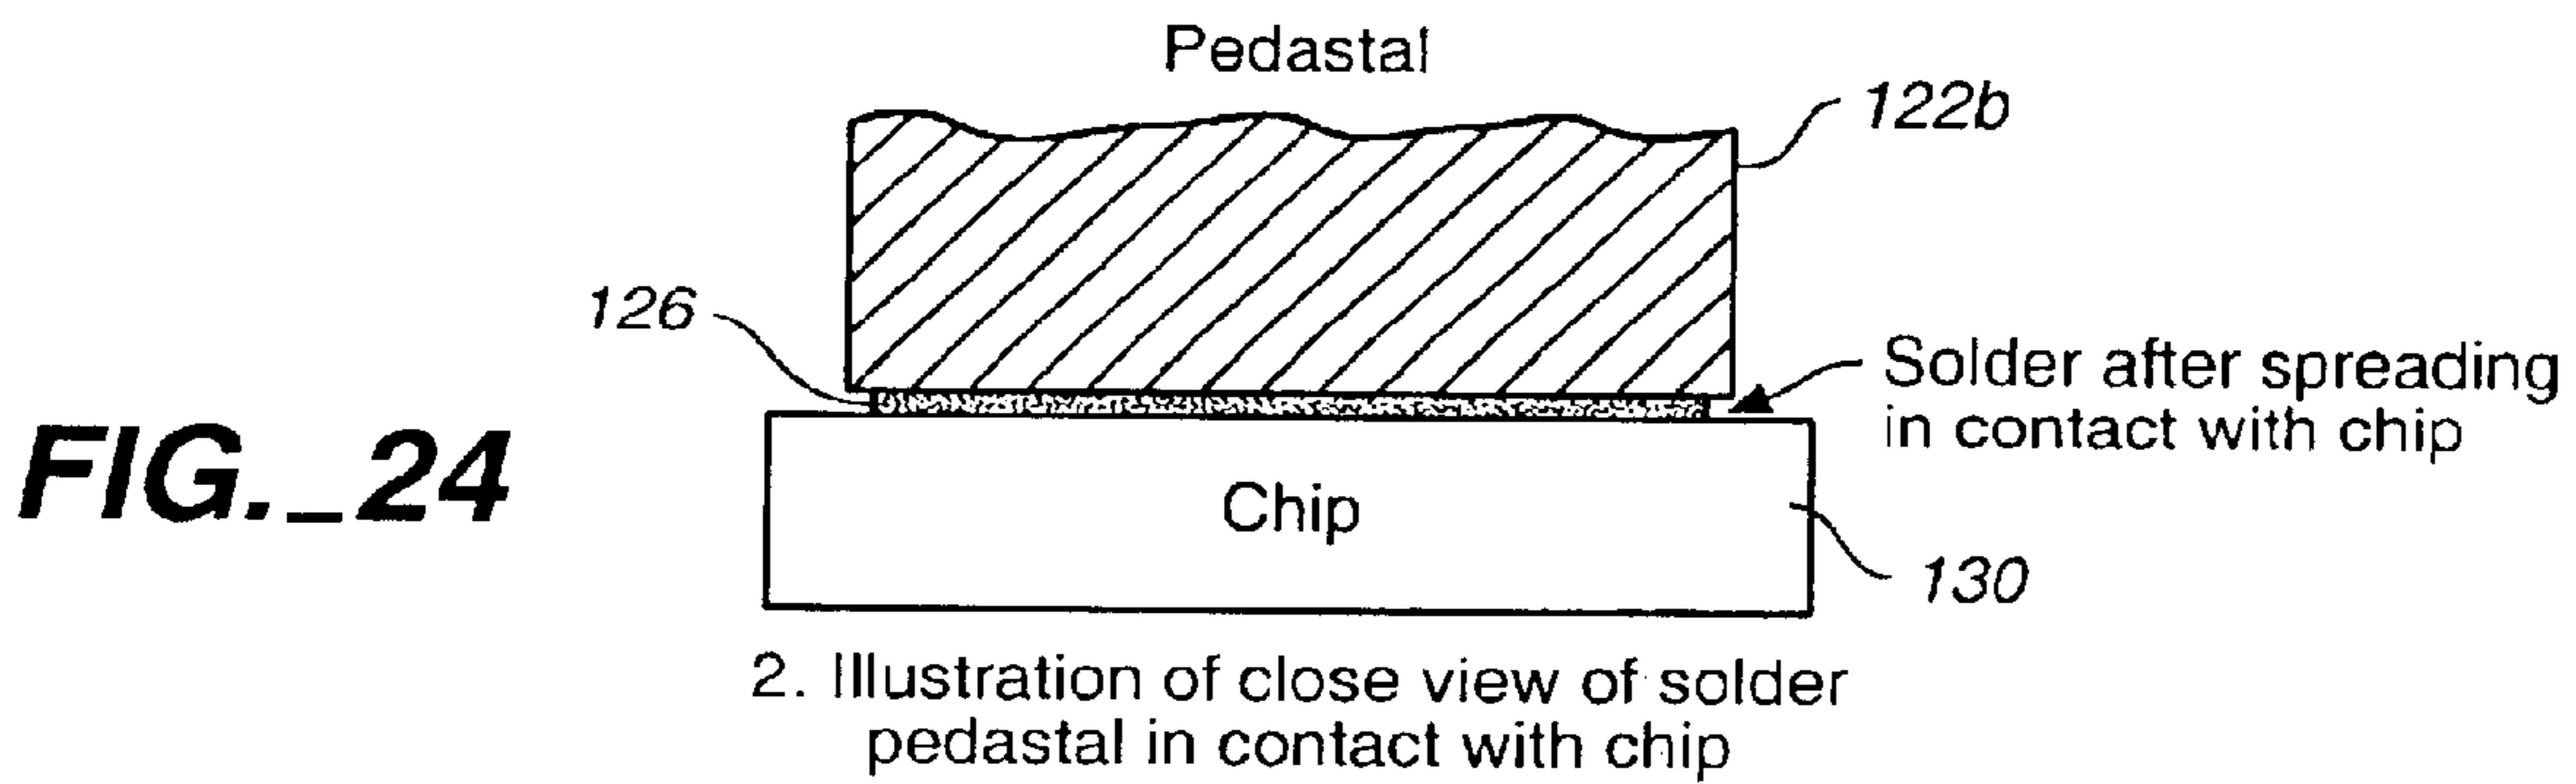 Pedastal
122b
126
Solder after spreading
in contact with chip
FIG._24
Chip
130
2. Illustration of close view of solder
pedastal in contact with chip